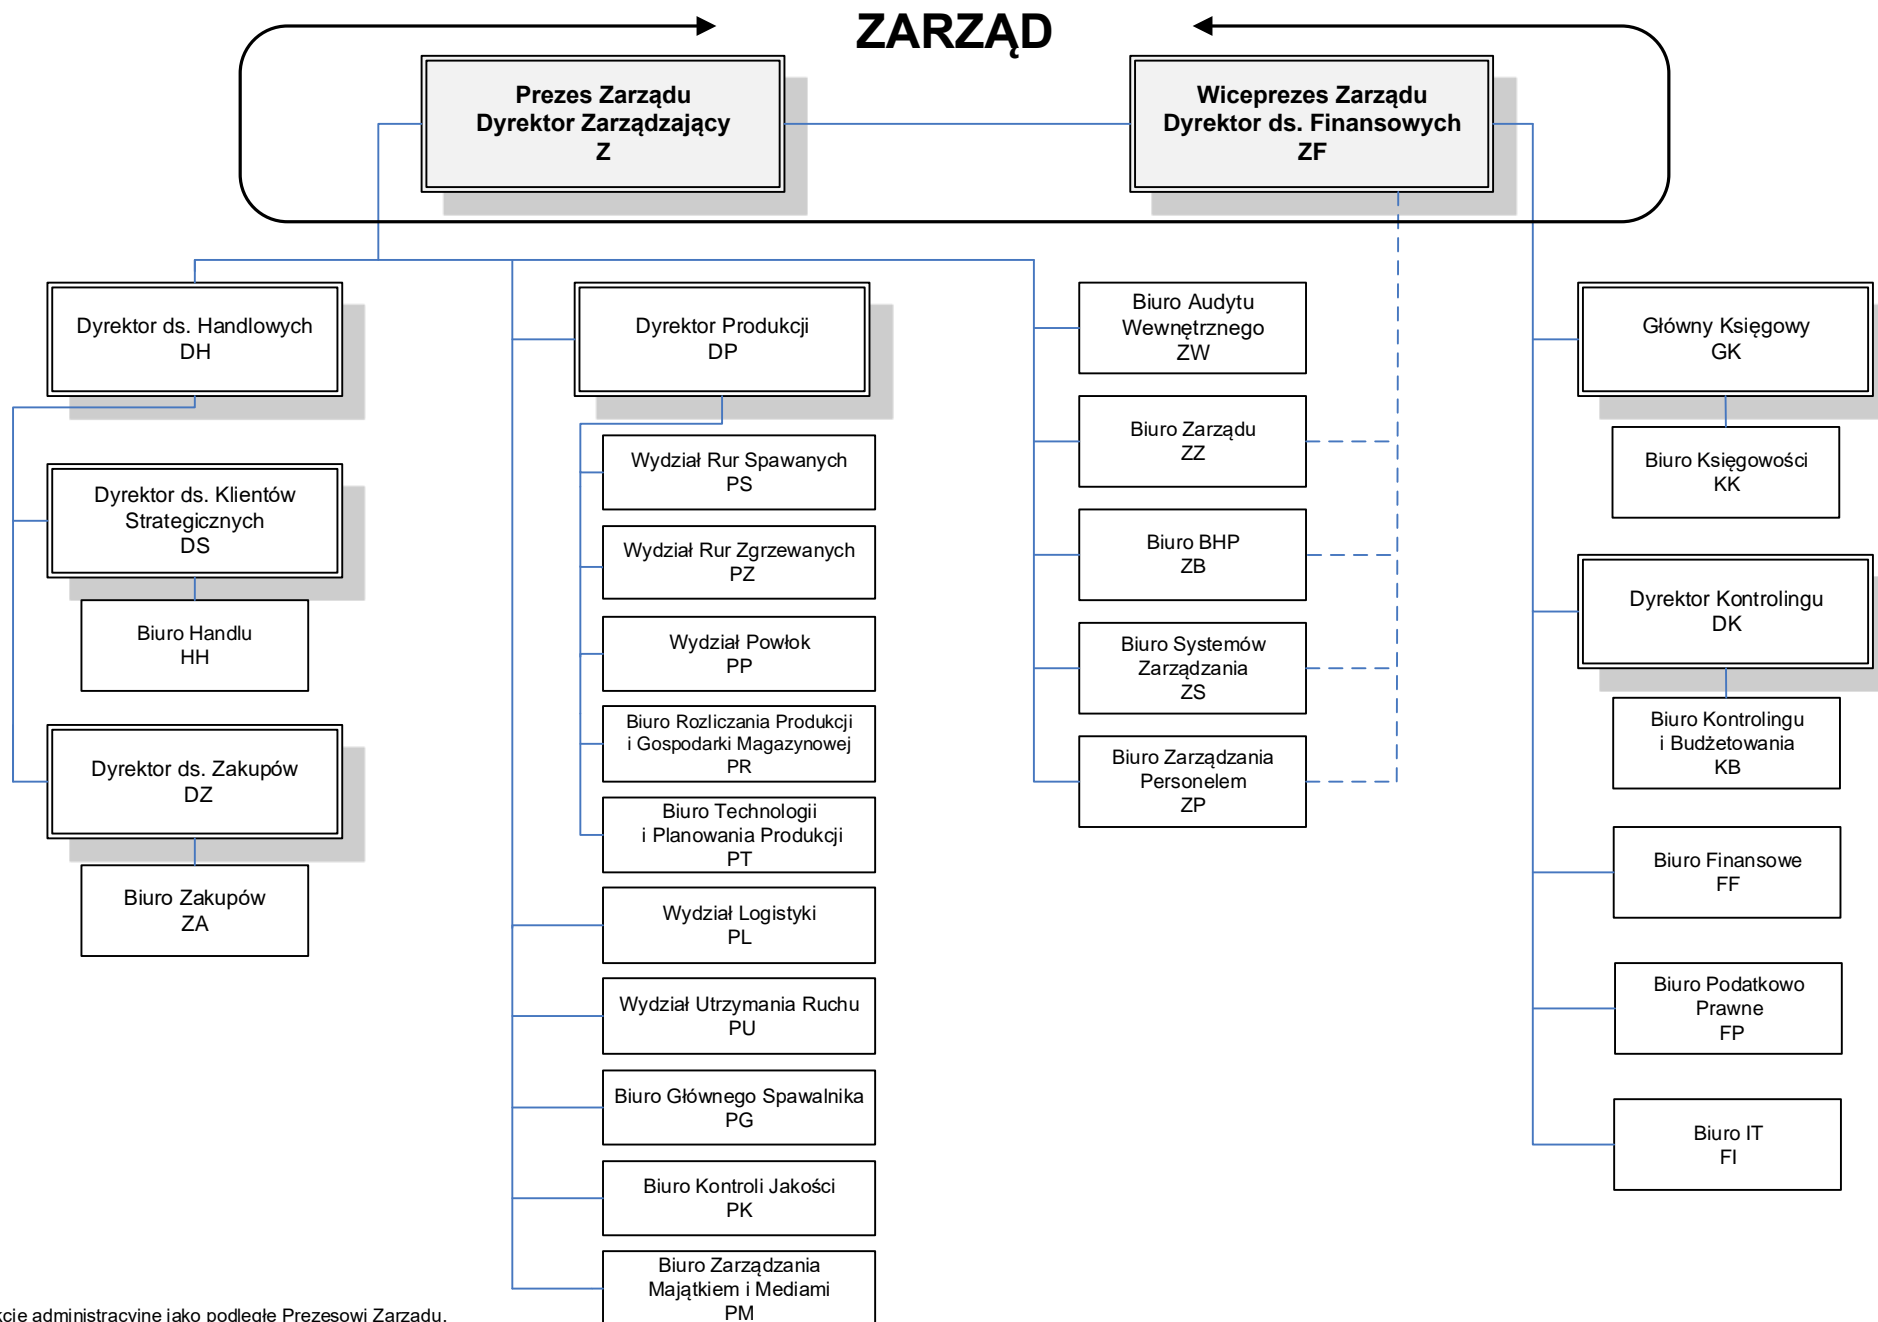 ZARZĄD
Prezes Zarządu
Dyrektor Zarządzający
Z
Wiceprezes Zarządu
Dyrektor ds. Finansowych
ZF
Dyrektor ds. Handlowych
DH
Dyrektor ds. Klientów
Strategicznych
DS
Biuro Handlu
HH
Dyrektor ds. Zakupów
DZ
Biuro Zakupów
ZA
Dyrektor Produkcji
DP
Wydział Rur Spawanych
PS
Wydział Rur Zgrzewanych
PZ
Wydział Powłok
PP
Biuro Rozliczania Produkcji
i Gospodarki Magazynowej
PR
Biuro Technologii
i Planowania Produkcji
PT
Wydział Logistyki
PL
Wydział Utrzymania Ruchu
PU
Biuro Głównego Spawalnika
PG
Biuro Kontroli Jakości
PK
Biuro Zarządzania
Majątkiem i Mediami
PM
Biuro Audytu
Wewnętrznego
ZW
Biuro Zarządu
ZZ
Biuro BHP
ZB
Biuro Systemów
Zarządzania
ZS
Biuro Zarządzania
Personelem
ZP
Główny Księgowy
GK
Biuro Księgowości
KK
Dyrektor Kontrolingu
DK
Biuro Kontrolingu
i Budżetowania
KB
Biuro Finansowe
FF
Biuro Podatkowo
Prawne
FP
Biuro IT
FI
administracyjne jako podległe Prezesowi Zarządu.